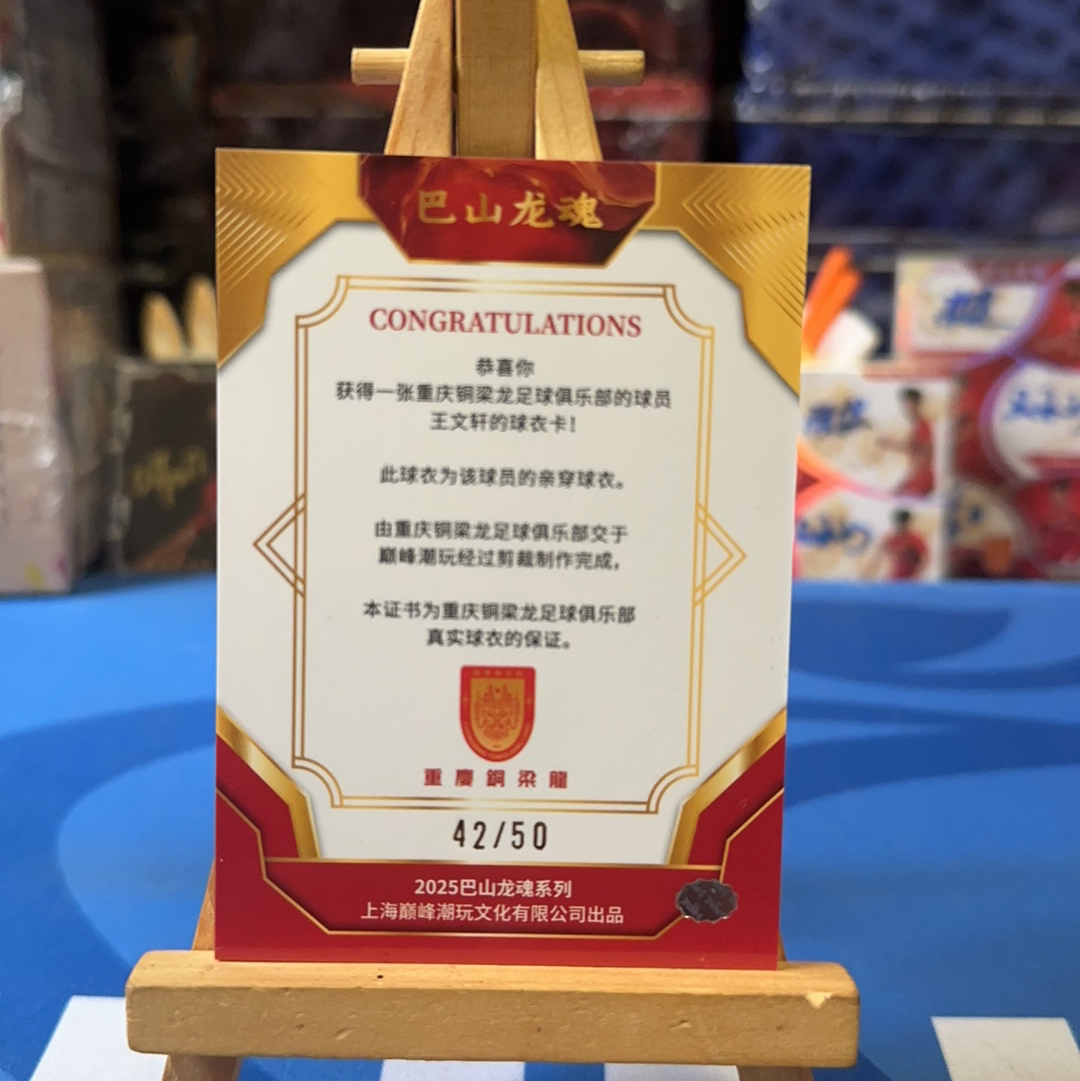 巴山龙魂
CONGRATULATIONS
恭喜你
获得一张重庆铜梁龙足球俱乐部的球员
王文轩的球衣卡！
此球衣为该球员的亲穿球衣。
由重庆铜梁龙足球俱乐部交于
巅峰潮玩经过剪裁制作完成，
本证书为重庆铜梁龙足球俱乐部
真实球衣的保证。
重慶銅梁龍
42/50
2025巴山龙魂系列
上海巅峰潮玩文化有限公司出品